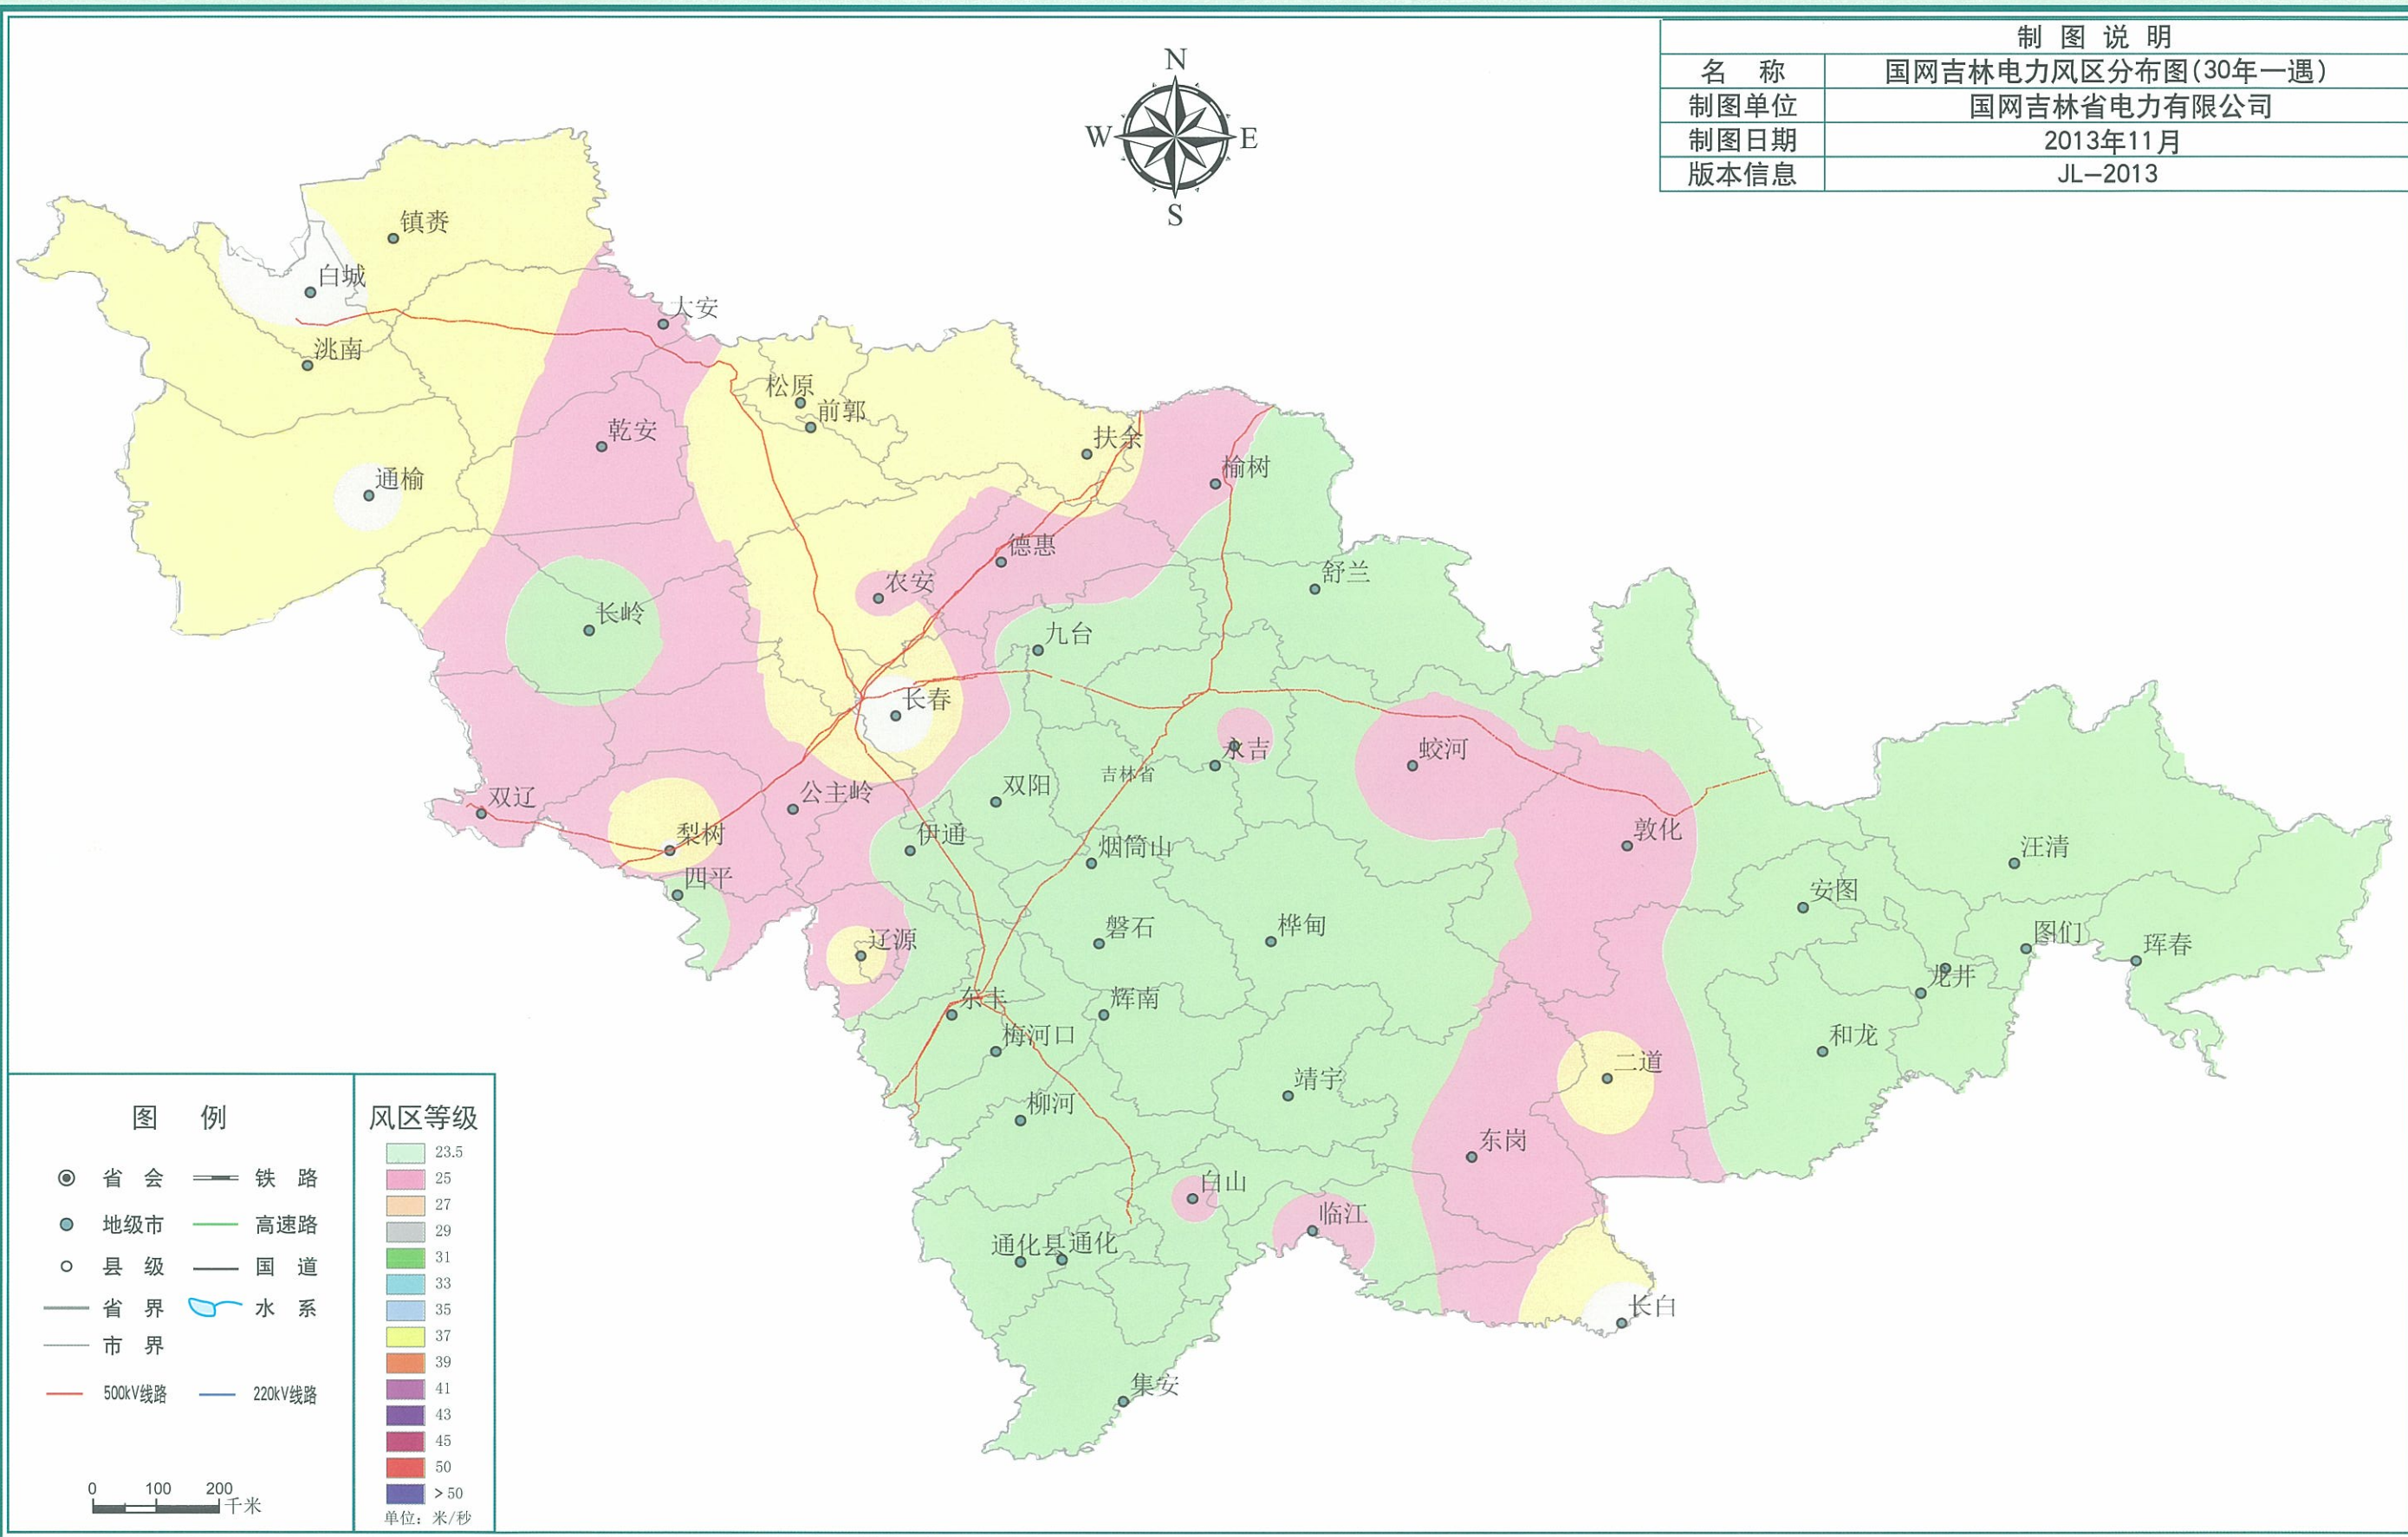 制图说明
名 称 国网吉林电力风区分布图(30年一遇)
制图单位 国网吉林省电力有限公司
制图日期 2013年11月
版本信息 JL-2013
N
W E
S
镇赉
白城
大安
洮南
松原
前郭
乾安
扶余
榆树
通榆
德惠
农安
舒兰
长岭
九台
长春
永吉
蛟河
吉林省
双阳
公主岭
双辽
梨树
伊通
烟筒山
敦化
汪清
四平
安图
辽源
磐石
桦甸
图们
珲春
龙井
东丰
辉南
梅河口
和龙
二道
靖宇
柳河
东岗
白山
临江
通化县
通化
长白
集安
图 例
省 会 铁 路
地级市 高速路
县 级 国 道
省 界 水 系
市 界
500kV线路 220kV线路
0 100 200
千米
风区等级
23.5
25
27
29
31
33
35
37
39
41
43
45
50
>50
单位: 米/秒